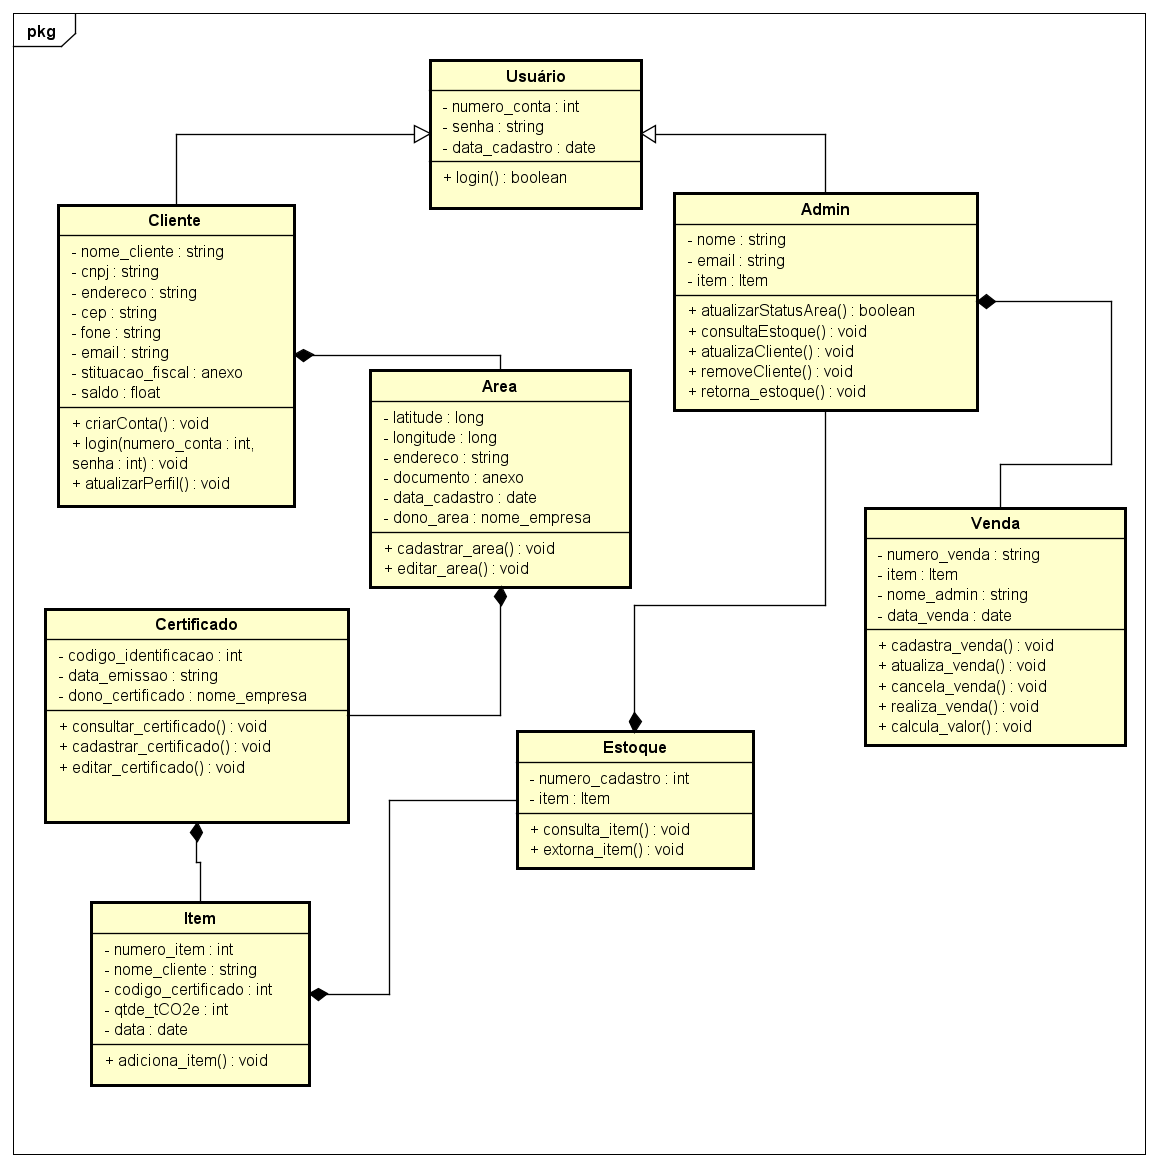 pkg
Usuário
- numero_conta : int
- senha : string
- data_cadastro : date
+ login() : boolean
Cliente
- nome_cliente : string
- cnpj : string
- endereco : string
- cep : string
- fone : string
- email : string
- stituacao_fiscal : anexo
- saldo : float
+ criarConta() : void
+ login(numero_conta : int,
senha : int) : void
+ atualizarPerfil() : void
Admin
- nome : string
- email : string
- item : Item
+ atualizarStatusArea() : boolean
+ consultaEstoque() : void
+ atualizaCliente() : void
+ removeCliente() : void
+ retorna_estoque() : void
Area
- latitude : long
- longitude : long
- endereco : string
- documento : anexo
- data_cadastro : date
- dono_area : nome_empresa
+ cadastrar_area() : void
+ editar_area() : void
Venda
- numero_venda : string
- item : Item
- nome_admin : string
- data_venda : date
+ cadastra_venda() : void
+ atualiza_venda() : void
+ cancela_venda() : void
+ realiza_venda() : void
+ calcula_valor() : void
Certificado
- codigo_identificacao : int
- data_emissao : string
- dono_certificado : nome_empresa
+ consultar_certificado() : void
+ cadastrar_certificado() : void
+ editar_certificado() : void
Estoque
- numero_cadastro : int
- item : Item
+ consulta_item() : void
+ extorna_item() : void
Item
- numero_item : int
- nome_cliente : string
- codigo_certificado : int
- qtde_tCO2e : int
- data : date
+ adiciona_item() : void